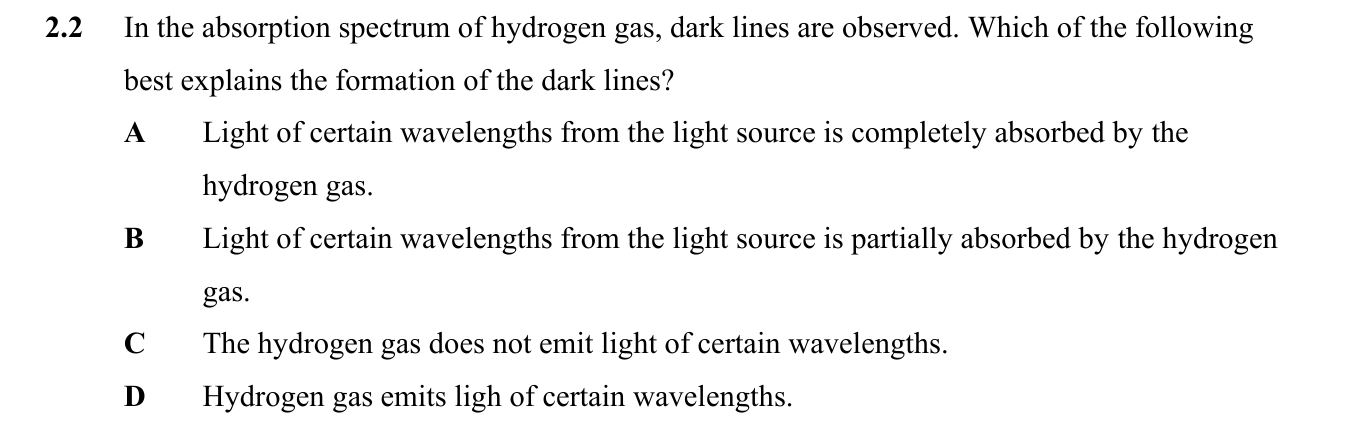 2.2 In the absorption spectrum of hydrogen gas, dark lines are observed. Which of the following
best explains the formation of the dark lines?
A Light of certain wavelengths from the light source is completely absorbed by the
hydrogen gas.
B Light of certain wavelengths from the light source is partially absorbed by the hydrogen
gas.
C The hydrogen gas does not emit light of certain wavelengths.
D Hydrogen gas emits ligh of certain wavelengths.